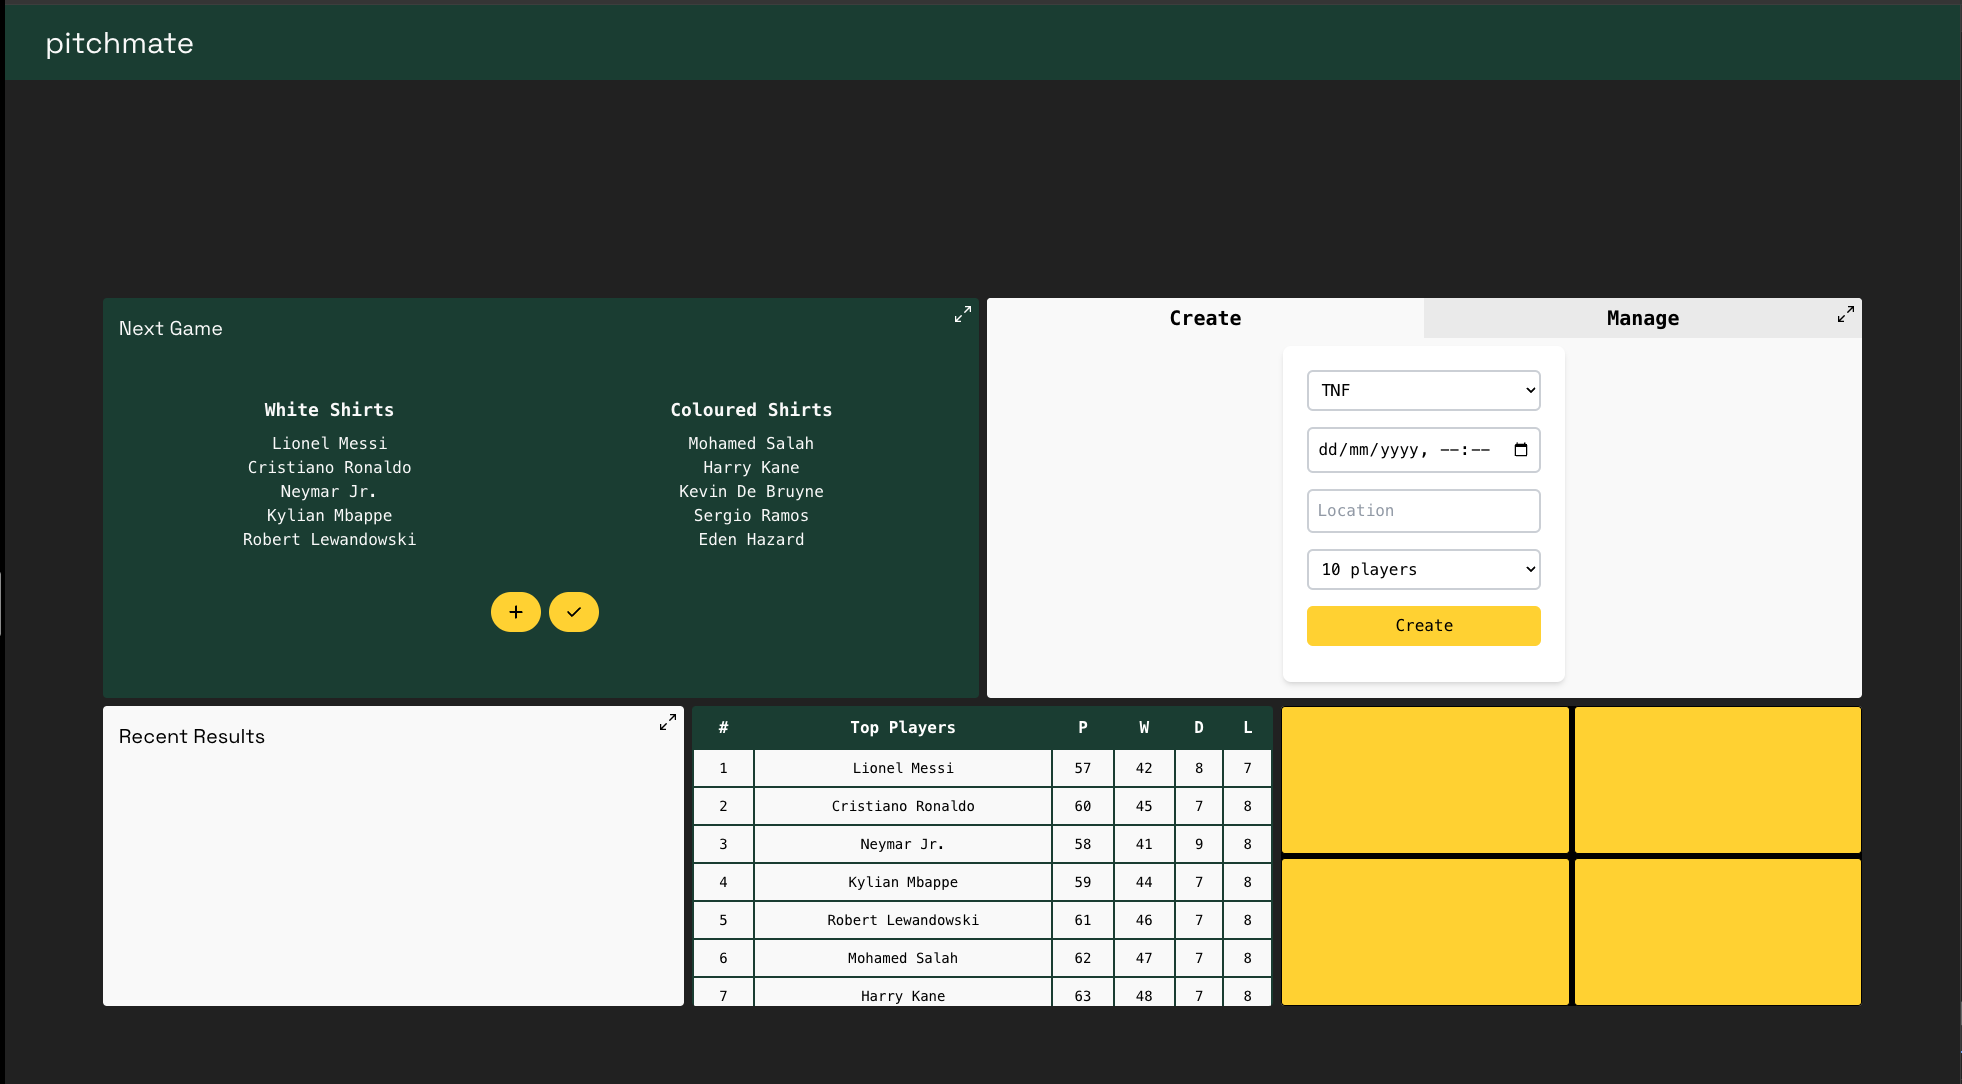 pitchmate
Next Game
White Shirts
Lionel Messi
Cristiano Ronaldo
Neymar Jr.
Kylian Mbappe
Robert Lewandowski
Coloured Shirts
Mohamed Salah
Harry Kane
Kevin De Bruyne
Sergio Ramos
Eden Hazard
Create Manage
TNF
dd/mm/yyyy, --:--
Location
10 players
Create
Recent Results
# Top Players P W D L
1 Lionel Messi 57 42 8 7
2 Cristiano Ronaldo 60 45 7 8
3 Neymar Jr. 58 41 9 8
4 Kylian Mbappe 59 44 7 8
5 Robert Lewandowski 61 46 7 8
6 Mohamed Salah 62 47 7 8
7 Harry Kane 63 48 7 8